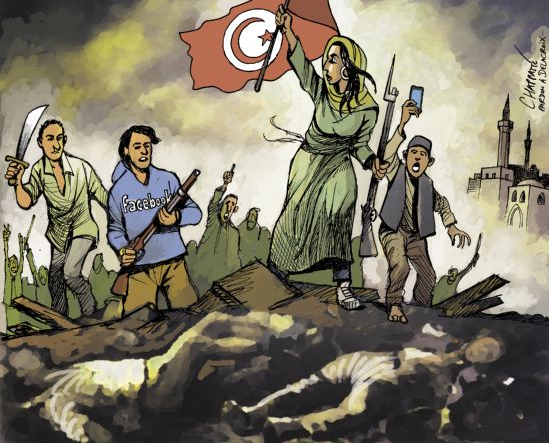 CHAPPATTE
PARDON À DELACROIX –
facebook